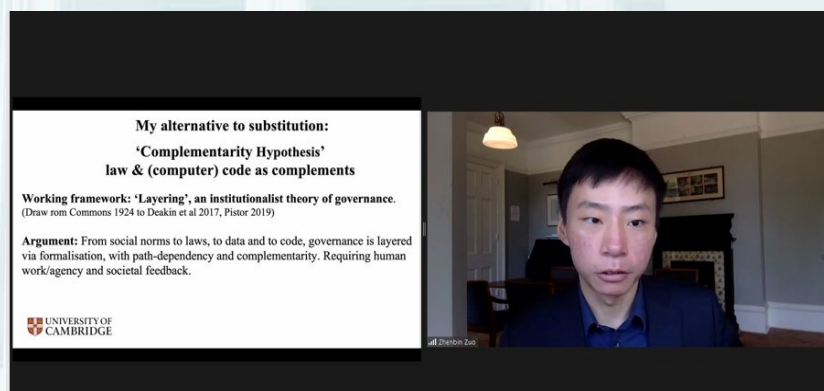 My alternative to substitution:
‘Complementarity Hypothesis’
law & (computer) code as complements
Working framework: ‘Layering’, an institutionalist theory of governance.
(Draw rom Commons 1924 to Deakin et al 2017, Pistor 2019)
Argument: From social norms to laws, to data and to code, governance is layered
via formalisation, with path-dependency and complementarity. Requiring human
work/agency and societal feedback.
UNIVERSITY OF
CAMBRIDGE
Zhenbin Zuo